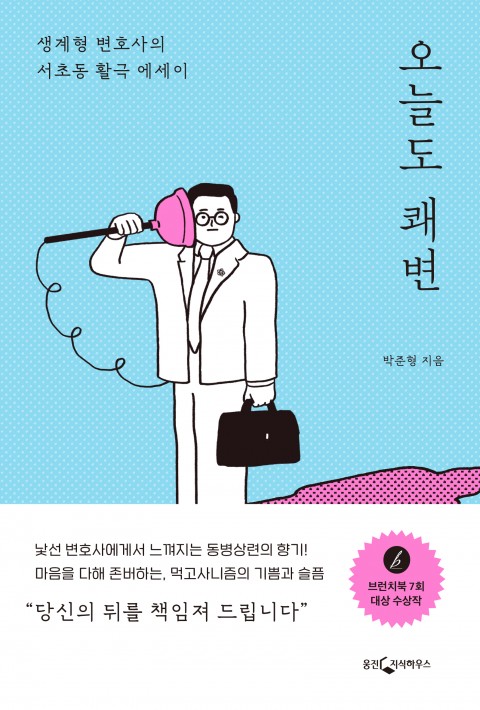 생계형 변호사의
서초동 활극 에세이
오늘도 쾌변
박준형 지음
낯선 변호사에게서 느껴지는 동병상련의 향기!
마음을 다해 존버하는, 먹고사니즘의 기쁨과 슬픔
“당신의 뒤를 책임져 드립니다”
b
브런치북 7회
대상 수상작
웅진 지식하우스